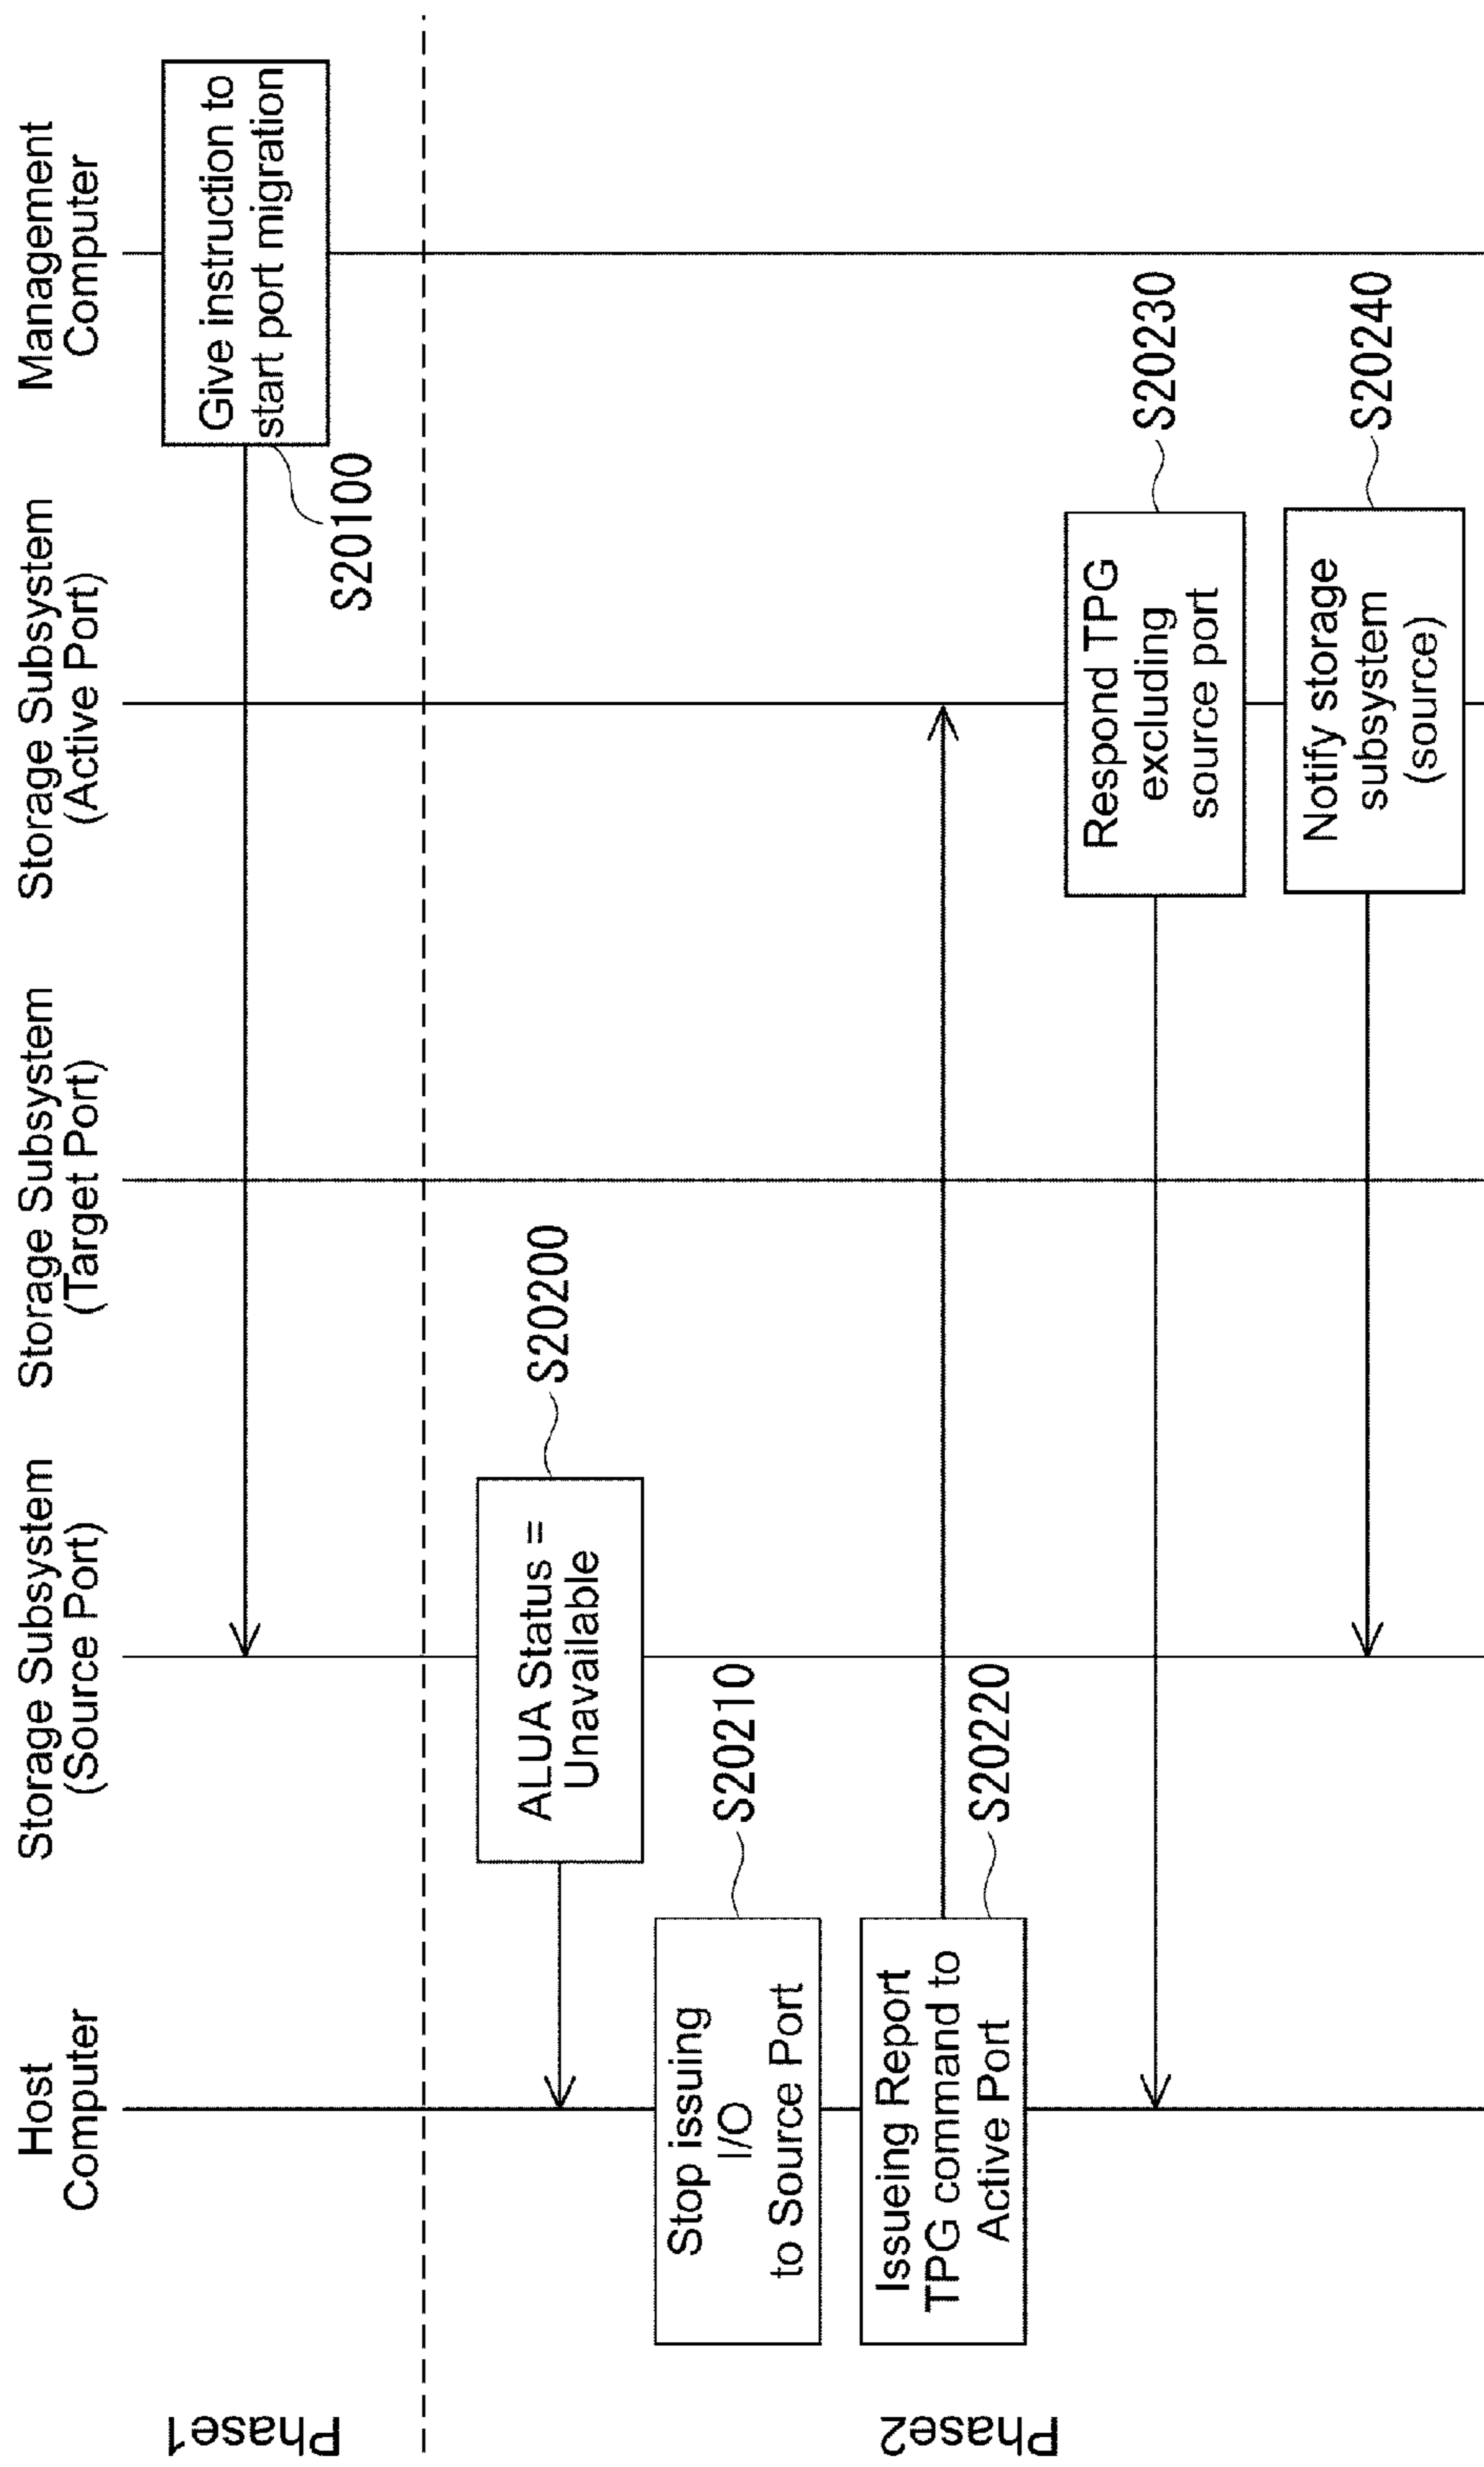 Host
Computer
Storage Subsystem
(Source Port)
Storage Subsystem
(Target Port)
Storage Subsystem
(Active Port)
Management
Computer
Phase1
Give instruction to
start port migration
S20100
Phase2
ALUA Status =
Unavailable
S20200
Stop issuing
I/O
to Source Port
S20210
Issueing Report
TPG command to
Active Port
S20220
Respond TPG
excluding
source port
S20230
Notify storage
subsystem
(source)
S20240